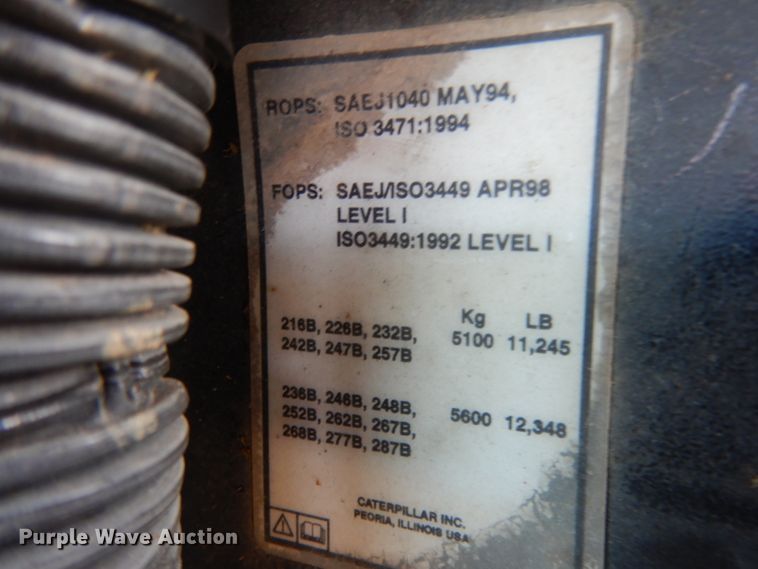 ROPS: SAEJ1040 MAY94,
ISO 3471:1994
FOPS: SAEJ/ISO3449 APR98
LEVEL I
ISO3449:1992 LEVEL I
Kg LB
216B, 226B, 232B,
242B, 247B, 257B 5100 11,245
236B, 246B, 248B,
252B, 262B, 267B, 5600 12,348
268B, 277B, 287B
CATERPILLAR INC.
PEORIA, ILLINOIS USA
Purple Wave Auction